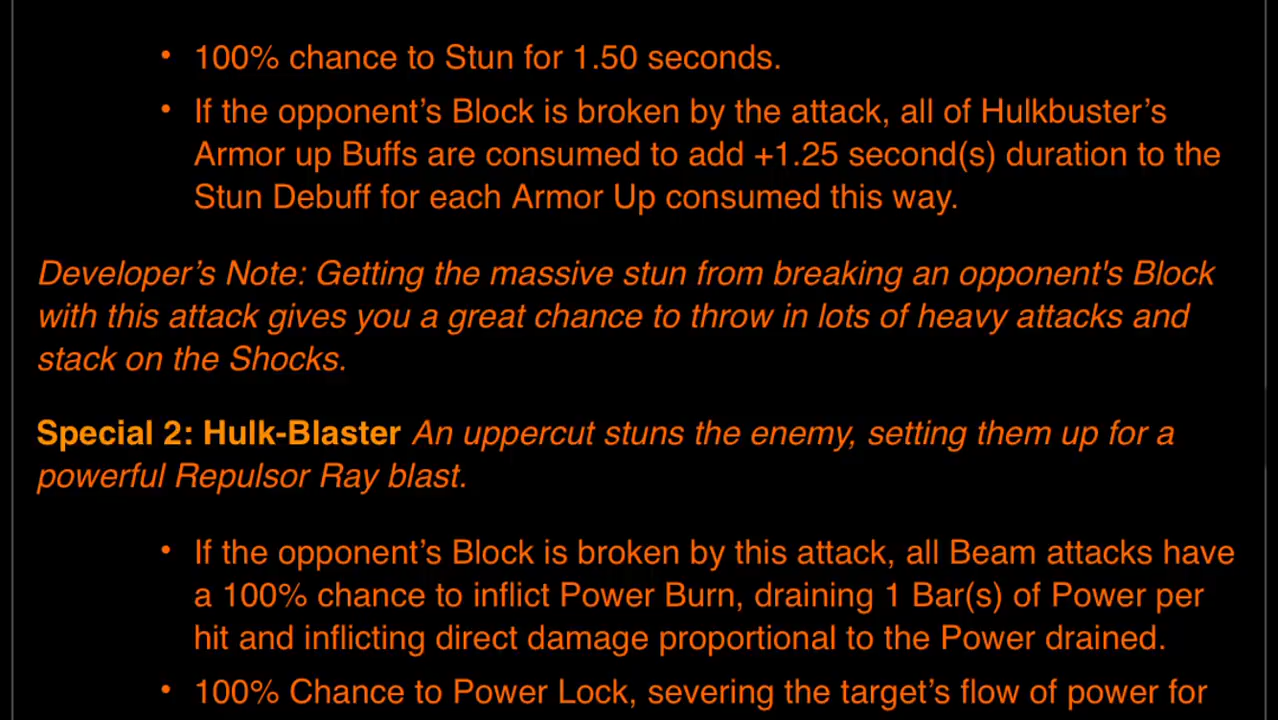 • 100% chance to Stun for 1.50 seconds.
• If the opponent’s Block is broken by the attack, all of Hulkbuster’s
Armor up Buffs are consumed to add +1.25 second(s) duration to the
Stun Debuff for each Armor Up consumed this way.
Developer’s Note: Getting the massive stun from breaking an opponent's Block
with this attack gives you a great chance to throw in lots of heavy attacks and
stack on the Shocks.
Special 2: Hulk-Blaster An uppercut stuns the enemy, setting them up for a
powerful Repulsor Ray blast.
• If the opponent’s Block is broken by this attack, all Beam attacks have
a 100% chance to inflict Power Burn, draining 1 Bar(s) of Power per
hit and inflicting direct damage proportional to the Power drained.
• 100% Chance to Power Lock, severing the target’s flow of power for